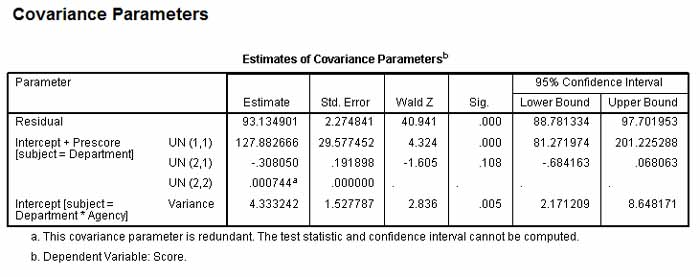 Covariance Parameters
Estimates of Covariance Parametersb
Parameter Estimate Std. Error Wald Z Sig. 95% Confidence Interval
Lower Bound Upper Bound
Residual 93.134901 2.274841 40.941 .000 88.781334 97.701953
Intercept + Prescore [subject = Department] UN (1,1) 127.882666 29.577452 4.324 .000 81.271974 201.225288
UN (2,1) -.308050 .191898 -1.605 .108 -.684163 .068063
UN (2,2) .000744a .000000 . . . .
Intercept [subject = Department * Agency] Variance 4.333242 1.527787 2.836 .005 2.171209 8.648171
a. This covariance parameter is redundant. The test statistic and confidence interval cannot be computed.
b. Dependent Variable: Score.